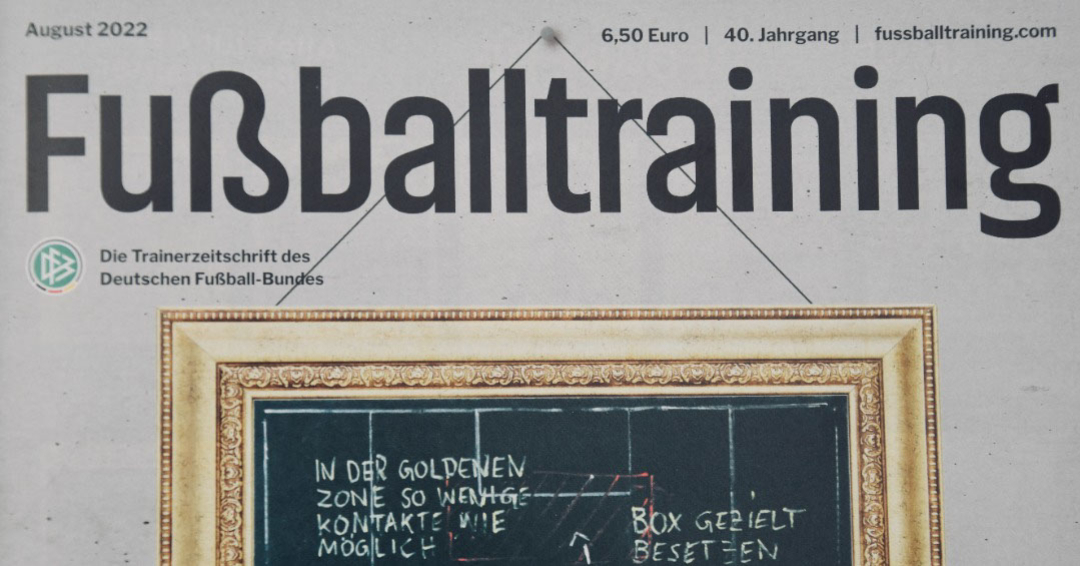 August 2022
6,50 Euro | 40. Jahrgang | fussballtraining.com
Fußballtraining
DFB
Die Trainerzeitschrift des
Deutschen Fußball-Bundes
IN DER GOLDENEN
ZONE SO WENIGE
KONTAKTE WIE
MÖGLICH
BOX GEZIELT
BESETZEN